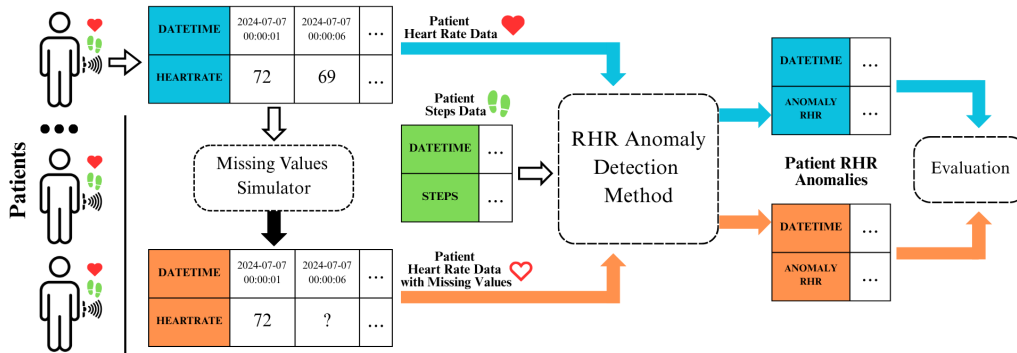 Patients
DATETIME
2024-07-07
00:00:01
2024-07-07
00:00:06
...
HEARTRATE
72
69
...
Missing Values
Simulator
DATETIME
2024-07-07
00:00:01
2024-07-07
00:00:06
...
HEARTRATE
72
?
...
Patient
Heart Rate Data
Patient
Steps Data
DATETIME
...
STEPS
...
Patient
Heart Rate Data
with Missing Values
RHR Anomaly
Detection
Method
DATETIME
...
ANOMALY
RHR
...
Patient RHR
Anomalies
DATETIME
...
ANOMALY
RHR
...
Evaluation